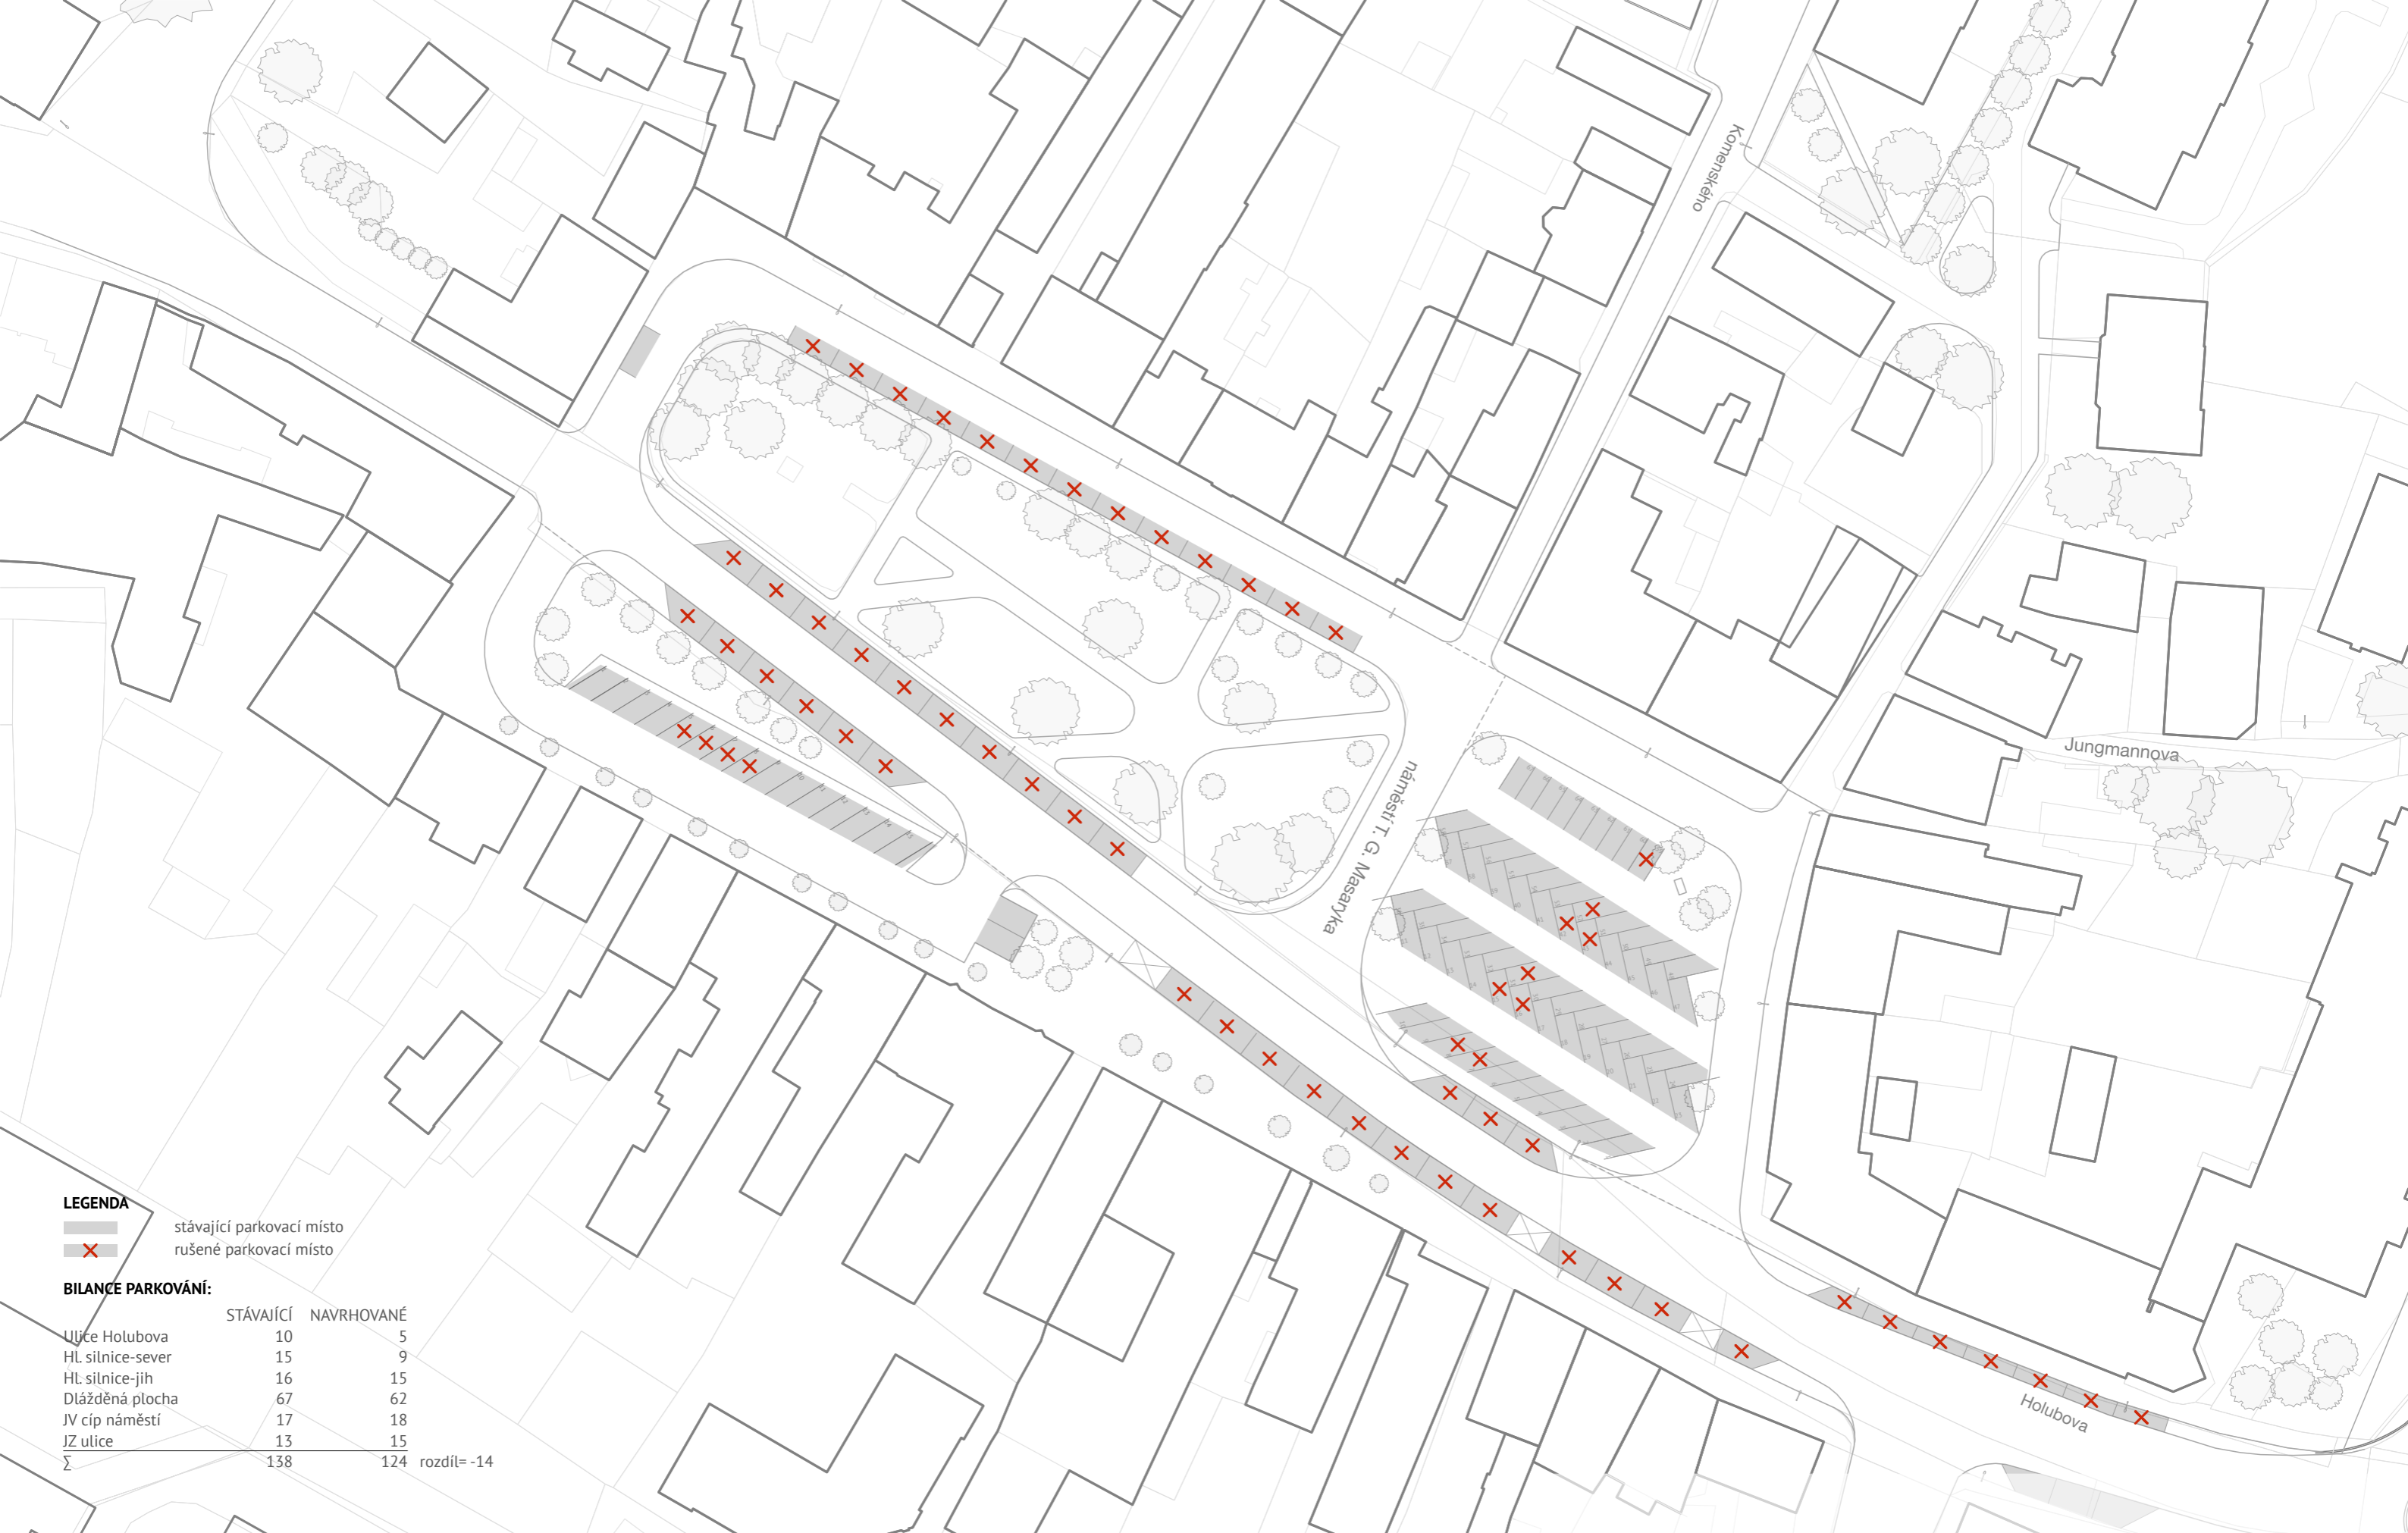 Komenského
Jungmannova
náměstí T. G. Masaryka
Holubova
LEGENDA
stávající parkovací místo
rušené parkovací místo
BILANCE PARKOVÁNÍ:
STÁVAJÍCÍ NAVRHOVANÉ
Ulice Holubova 10 5
Hl. silnice-sever 15 9
Hl. silnice-jih 16 15
Dlážděná plocha 67 62
JV cíp náměstí 17 18
JZ ulice 13 15
∑ 138 124 rozdíl= -14